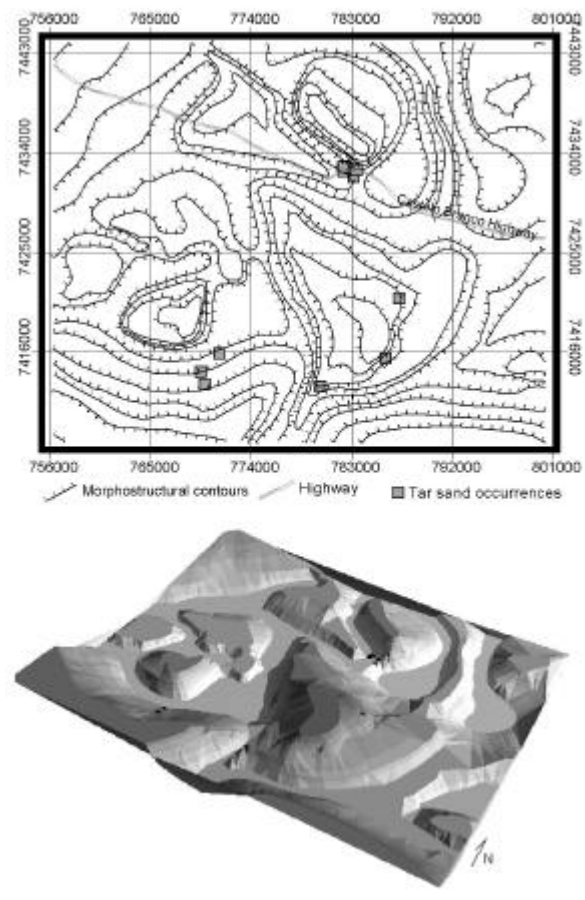 756000 765000 774000 783000 792000 801000
7443000 7443000
7434000 7434000
Castelo Branco Highway
7425000 7425000
7416000 7416000
756000 765000 774000 783000 792000 801000
Morphostructural contours Highway Tar sand occurrences
N